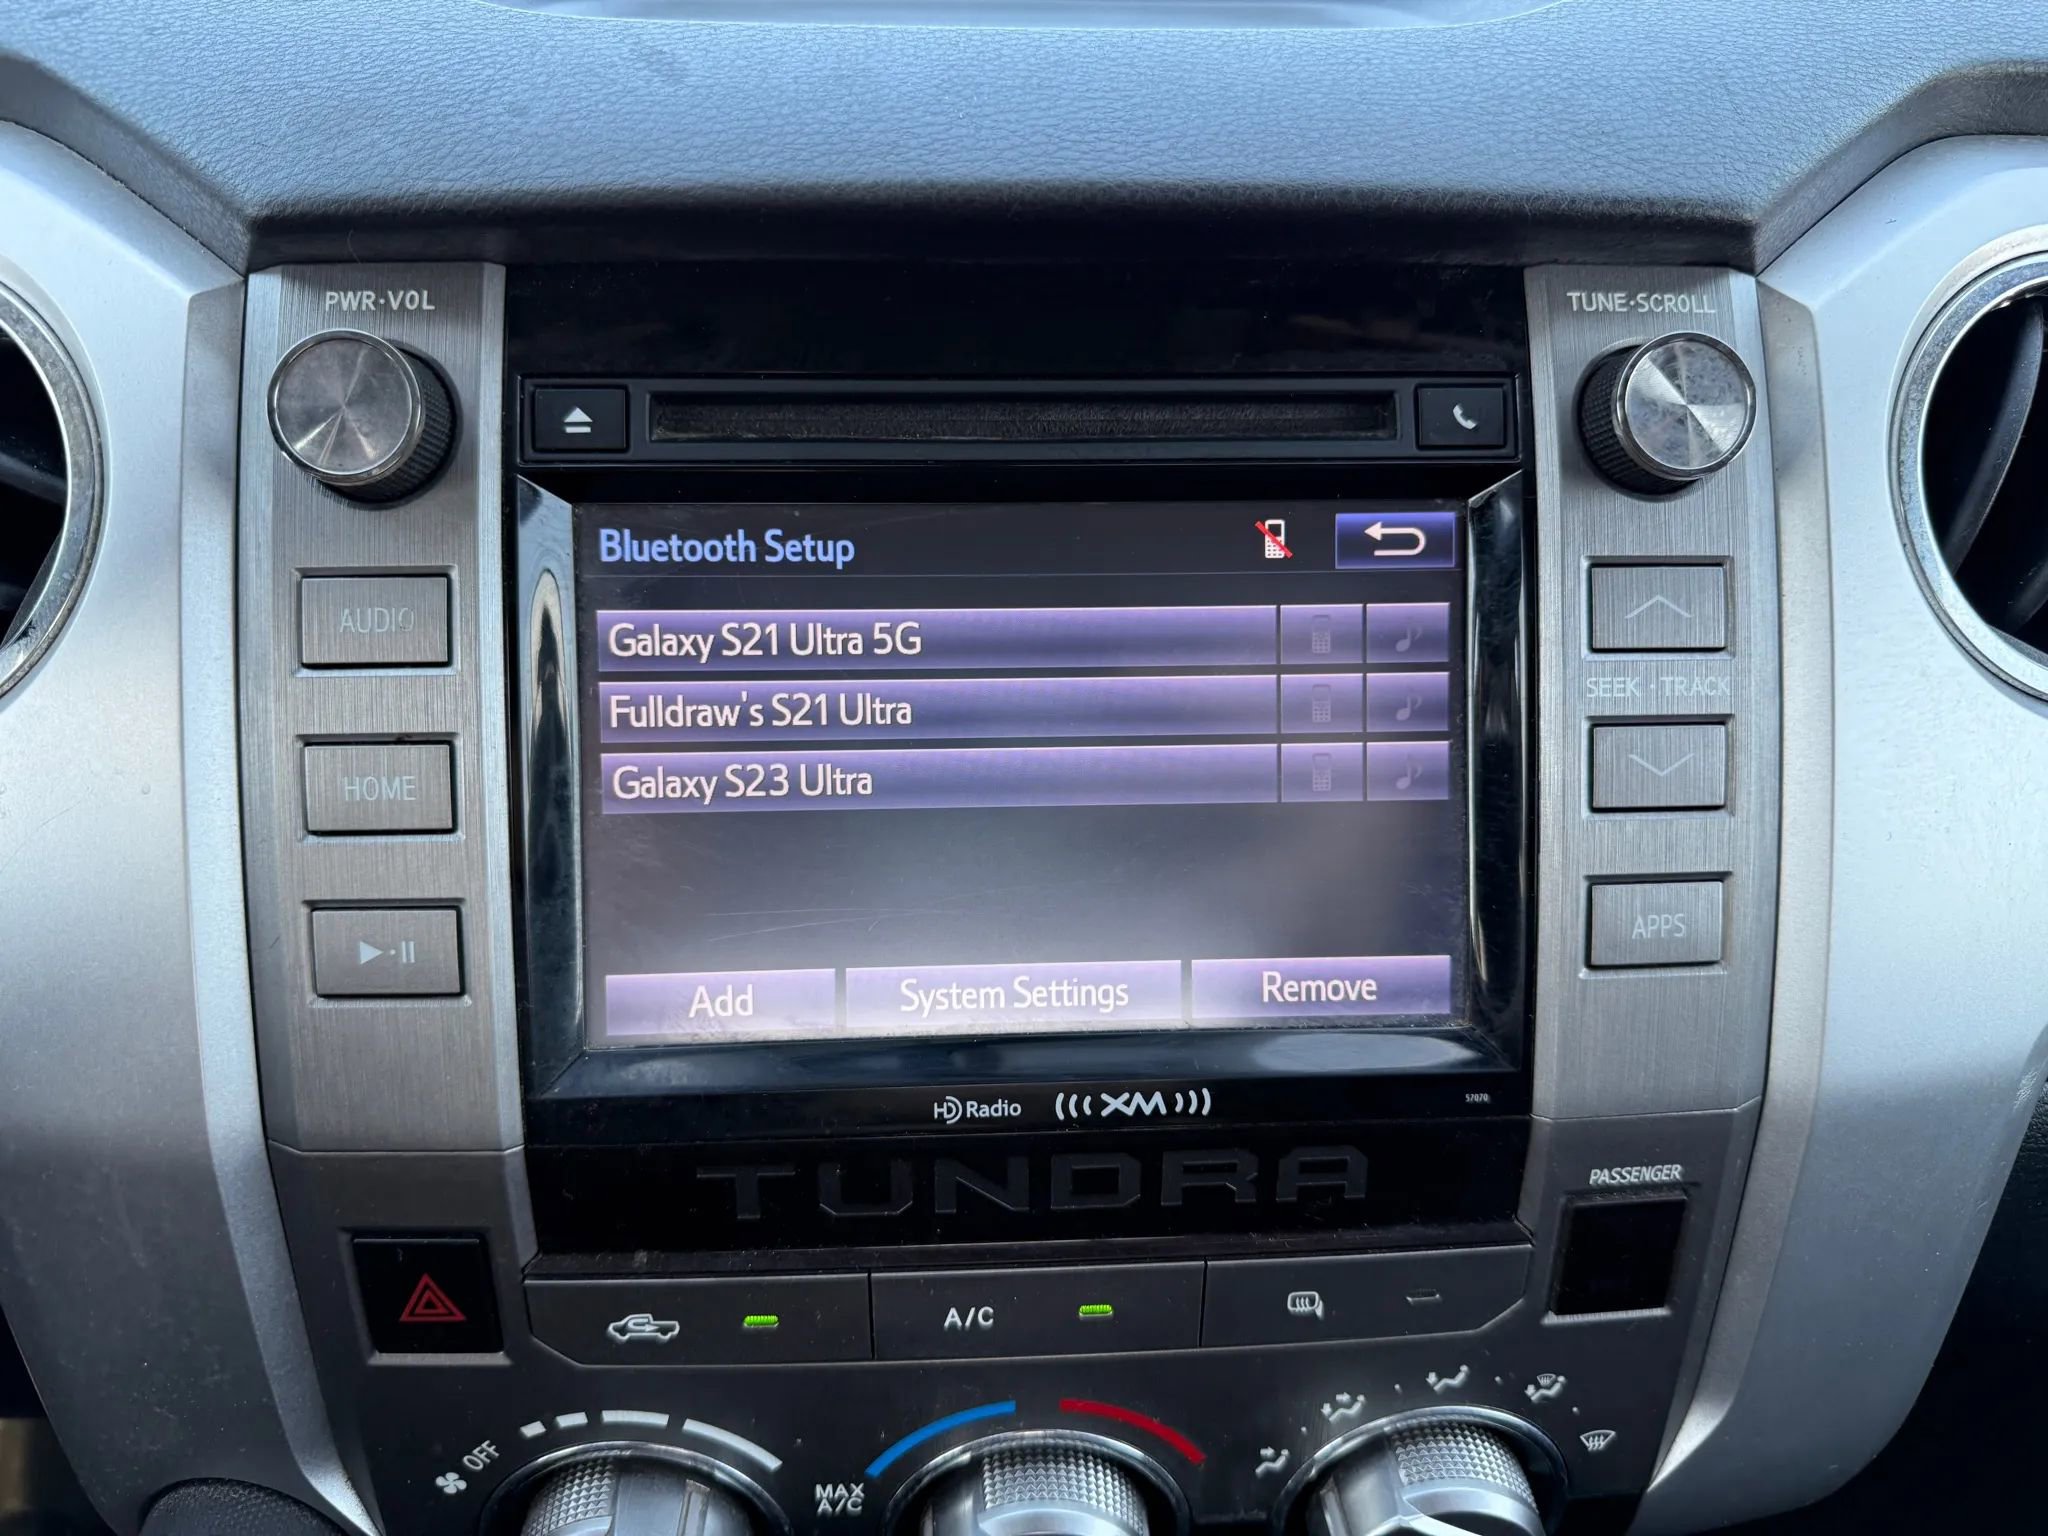 PWR·VOL
TUNE·SCROLL
Bluetooth Setup
AUDIO
Galaxy S21 Ultra 5G
Fulldraw's S21 Ultra
SEEK · TRACK
Galaxy S23 Ultra
HOME
APPS
Add
System Settings
Remove
HD Radio
XM
57070
TUNDRA
PASSENGER
A/C
OFF
MAX
A/C